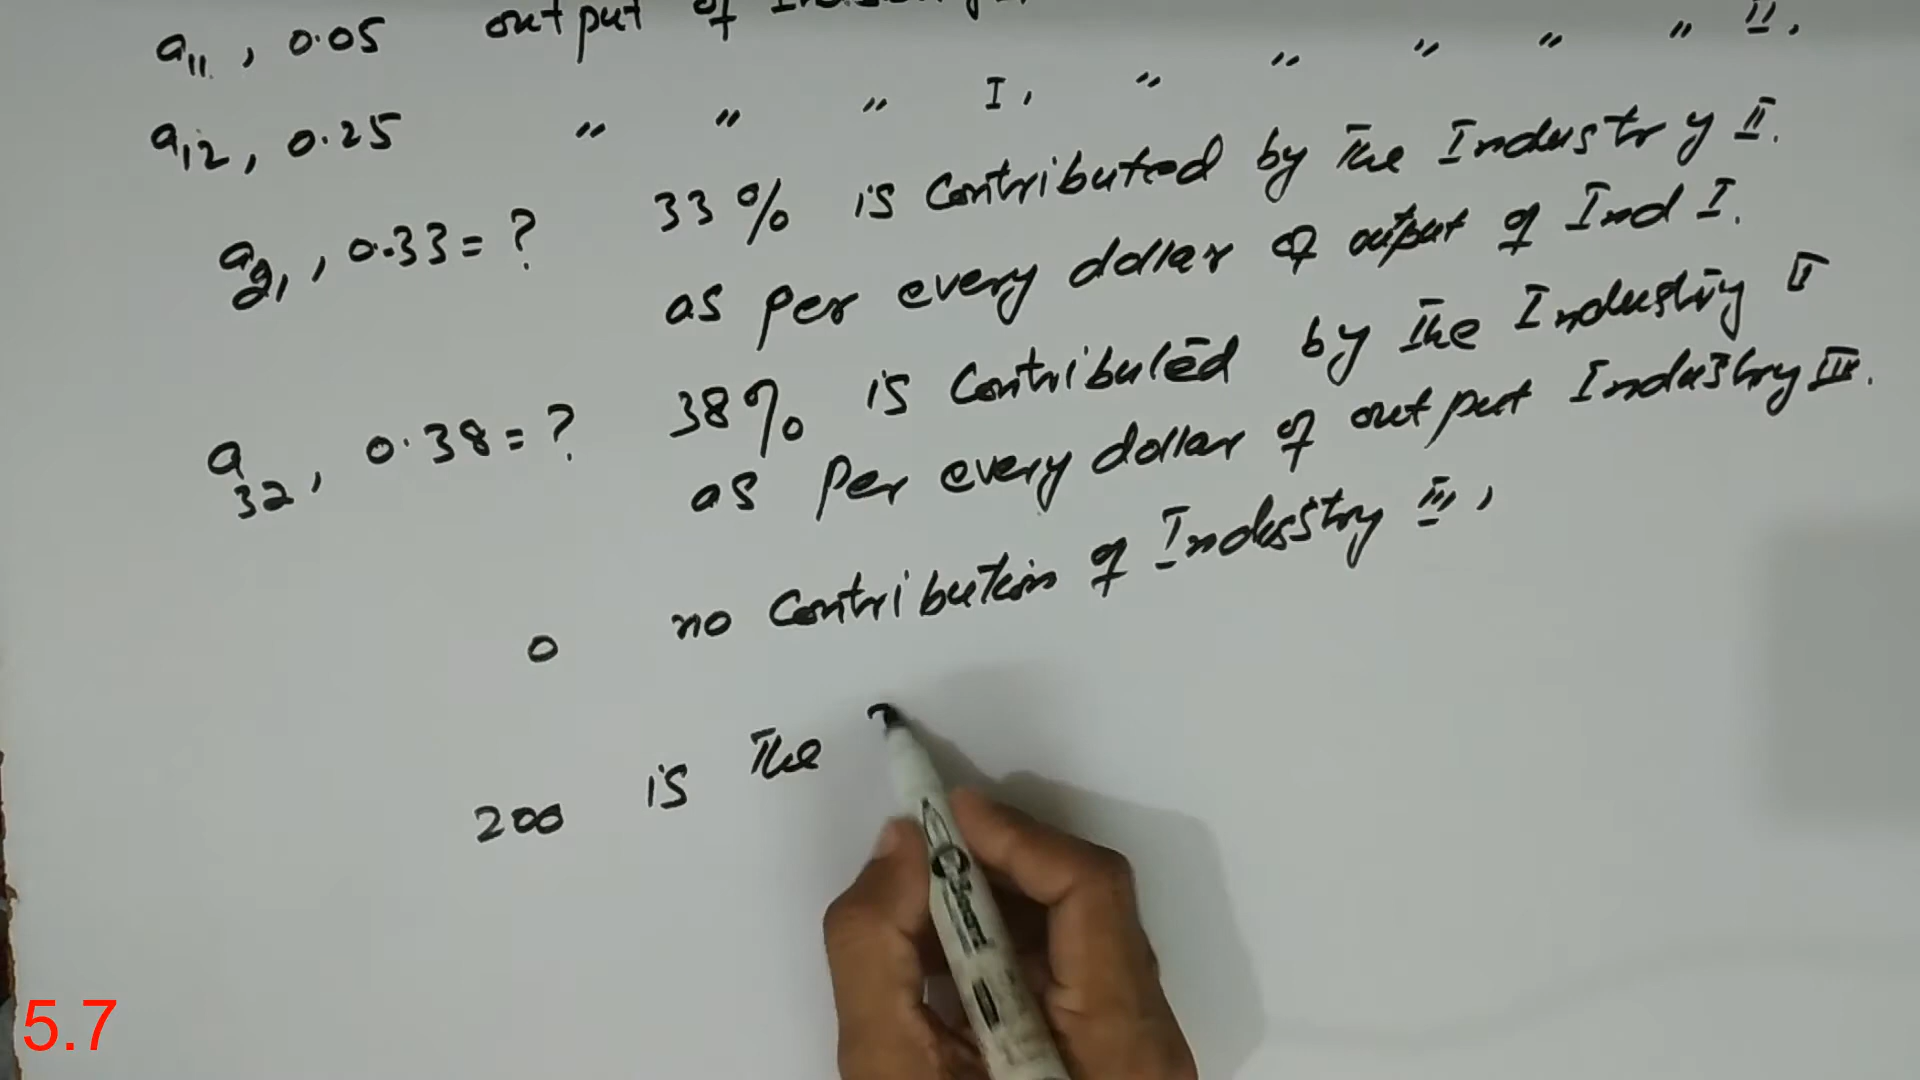 a11, 0.05 output of
a12, 0.25 " " " I, " " " " " II.
a21, 0.33 = ? 33% is contributed by the Industry II.
as per every dollar of output of Ind I.
a32, 0.38 = ? 38% is contributed by the Industry II
as per every dollar of output Industry III.
0 no contribution of Industry III,
200 is the
5.7